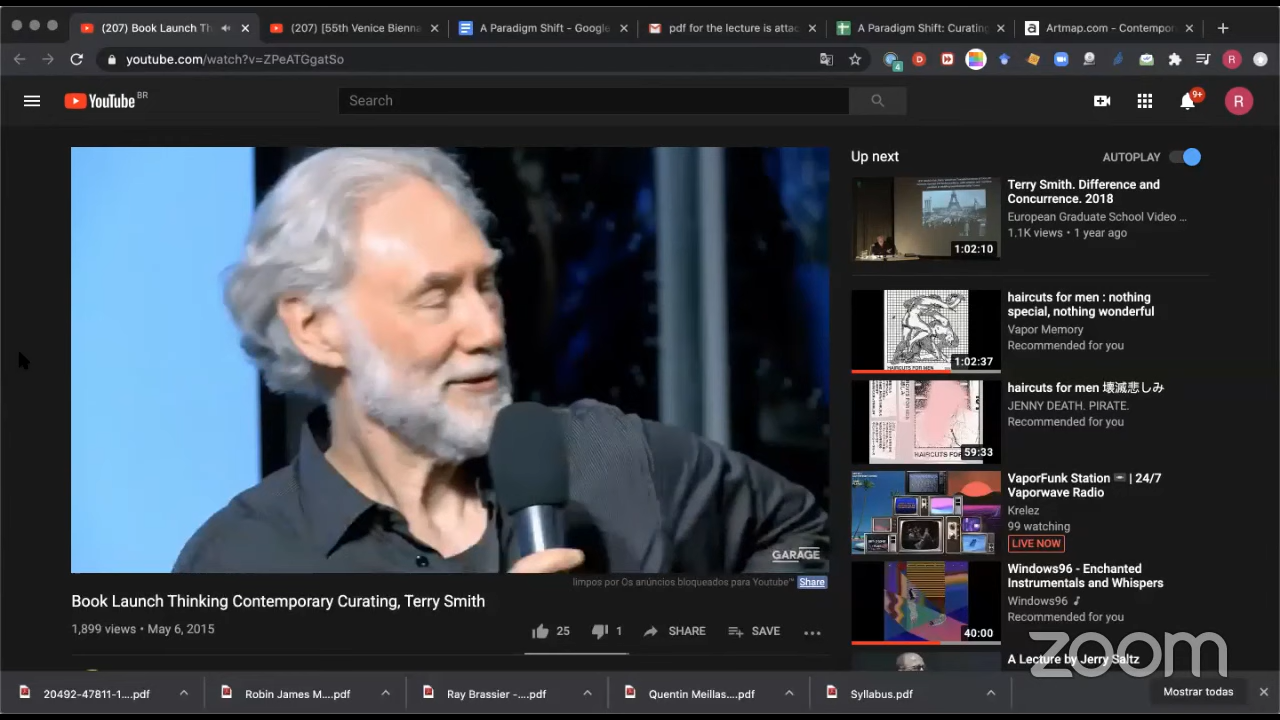 (207) Book Launch Th
(207) [55th Venice Bienna
A Paradigm Shift - Google
pdf for the lecture is attac
A Paradigm Shift: Curating
Artmap.com - Contempor
youtube.com/watch?v=ZPeATGgatSo
4
R
YouTube BR
Search
9+
R
Up next
AUTOPLAY
Terry Smith. Difference and
Concurrence. 2018
European Graduate School Video ...
1.1K views • 1 year ago
1:02:10
haircuts for men : nothing
special, nothing wonderful
Vapor Memory
Recommended for you
HAIRCUTS FOR MEN
1:02:37
haircuts for men 壊滅悲しみ
JENNY DEATH. PIRATE.
Recommended for you
HAIRCUTS FOR
59:33
VaporFunk Station 📼 | 24/7
Vaporwave Radio
Krelez
99 watching
LIVE NOW
Windows96 - Enchanted
Instrumentals and Whispers
Windows96 ♪
Recommended for you
40:00
A Lecture by Jerry Saltz
GARAGE
limpos por Os anúncios bloqueados para Youtube™ Share
Book Launch Thinking Contemporary Curating, Terry Smith
1,899 views • May 6, 2015
25
1
SHARE
SAVE
zoom
20492-47811-1....pdf
Robin James M....pdf
Ray Brassier -....pdf
Quentin Meillas....pdf
Syllabus.pdf
Mostrar todas